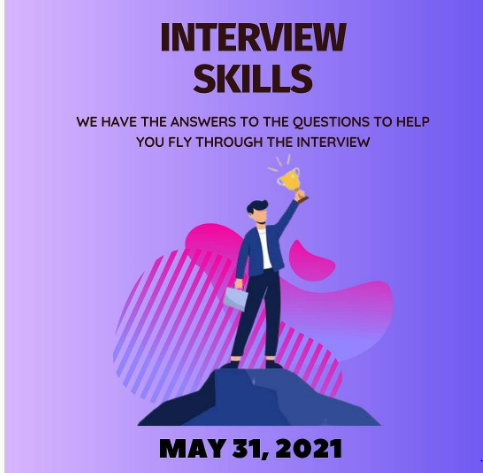 INTERVIEW
SKILLS
WE HAVE THE ANSWERS TO THE QUESTIONS TO HELP
YOU FLY THROUGH THE INTERVIEW
MAY 31, 2021